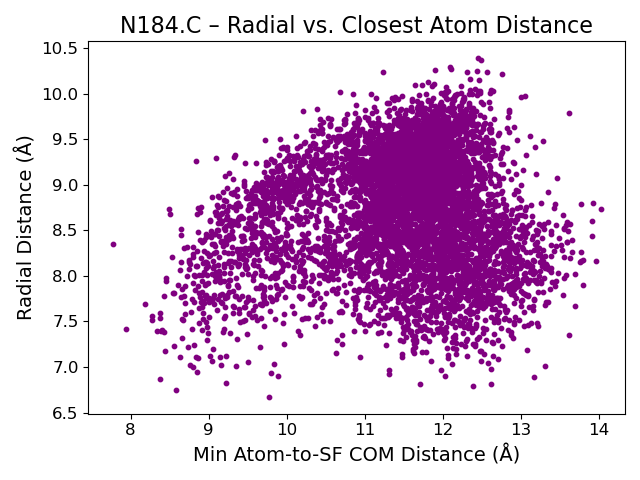 N184.C – Radial vs. Closest Atom Distance
10.5
10.0
9.5
9.0
8.5
8.0
7.5
7.0
6.5
Radial Distance (Å)
8 9 10 11 12 13 14
Min Atom-to-SF COM Distance (Å)